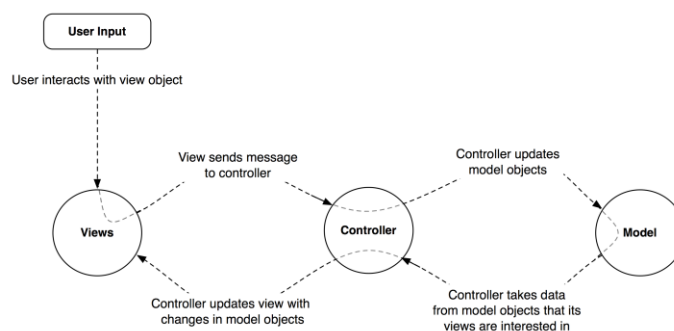 User Input
User interacts with view object
View sends message
to controller
Controller updates
model objects
Views
Controller
Model
Controller updates view with
changes in model objects
Controller takes data
from model objects that its
views are interested in